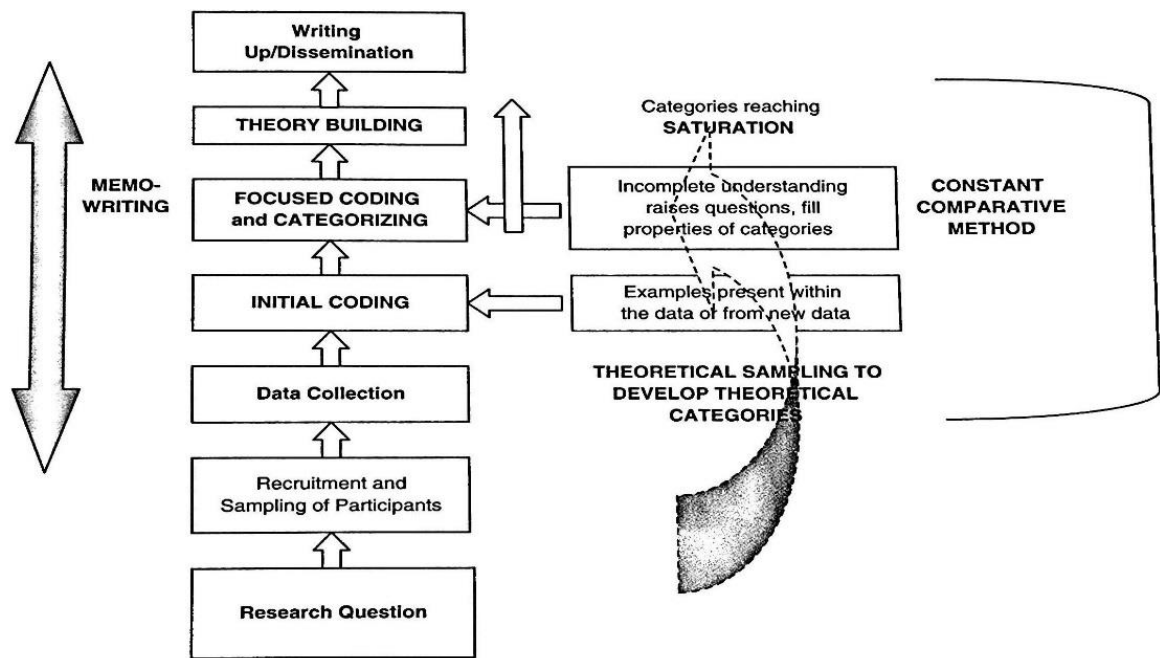 Writing
Up/Dissemination
THEORY BUILDING
MEMO-
WRITING
FOCUSED CODING
and CATEGORIZING
INITIAL CODING
Data Collection
Recruitment and
Sampling of Participants
Research Question
Categories reaching
SATURATION
Incomplete understanding
raises questions, fill
properties of categories
Examples present within
the data or from new data
THEORETICAL SAMPLING TO
DEVELOP THEORETICAL
CATEGORIES
CONSTANT
COMPARATIVE
METHOD